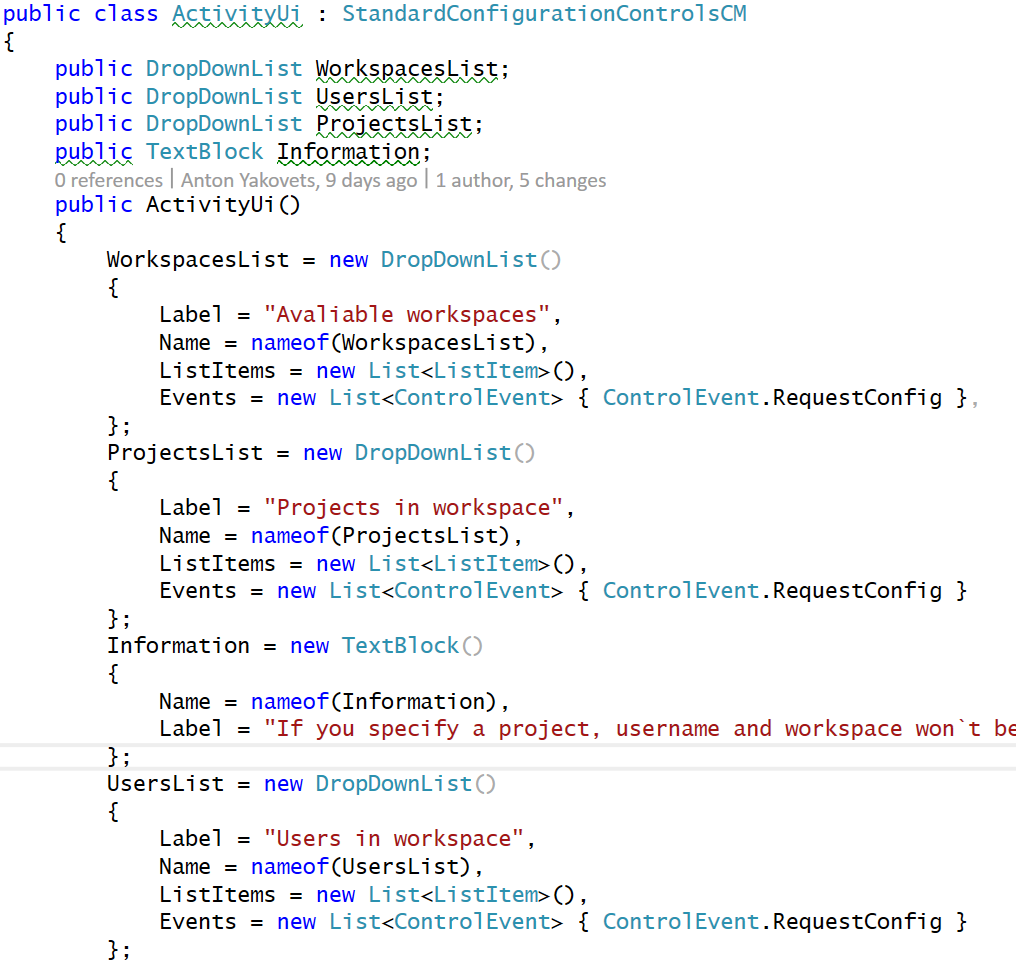 public class ActivityUi : StandardConfigurationControlsCM
{
public DropDownList WorkspacesList;
public DropDownList UsersList;
public DropDownList ProjectsList;
public TextBlock Information;
0 references | Anton Yakovets, 9 days ago | 1 author, 5 changes
public ActivityUi()
{
WorkspacesList = new DropDownList()
{
Label = "Avaliable workspaces",
Name = nameof(WorkspacesList),
ListItems = new List<ListItem>(),
Events = new List<ControlEvent> { ControlEvent.RequestConfig },
};
ProjectsList = new DropDownList()
{
Label = "Projects in workspace",
Name = nameof(ProjectsList),
ListItems = new List<ListItem>(),
Events = new List<ControlEvent> { ControlEvent.RequestConfig }
};
Information = new TextBlock()
{
Name = nameof(Information),
Label = "If you specify a project, username and workspace won`t be
};
UsersList = new DropDownList()
{
Label = "Users in workspace",
Name = nameof(UsersList),
ListItems = new List<ListItem>(),
Events = new List<ControlEvent> { ControlEvent.RequestConfig }
};